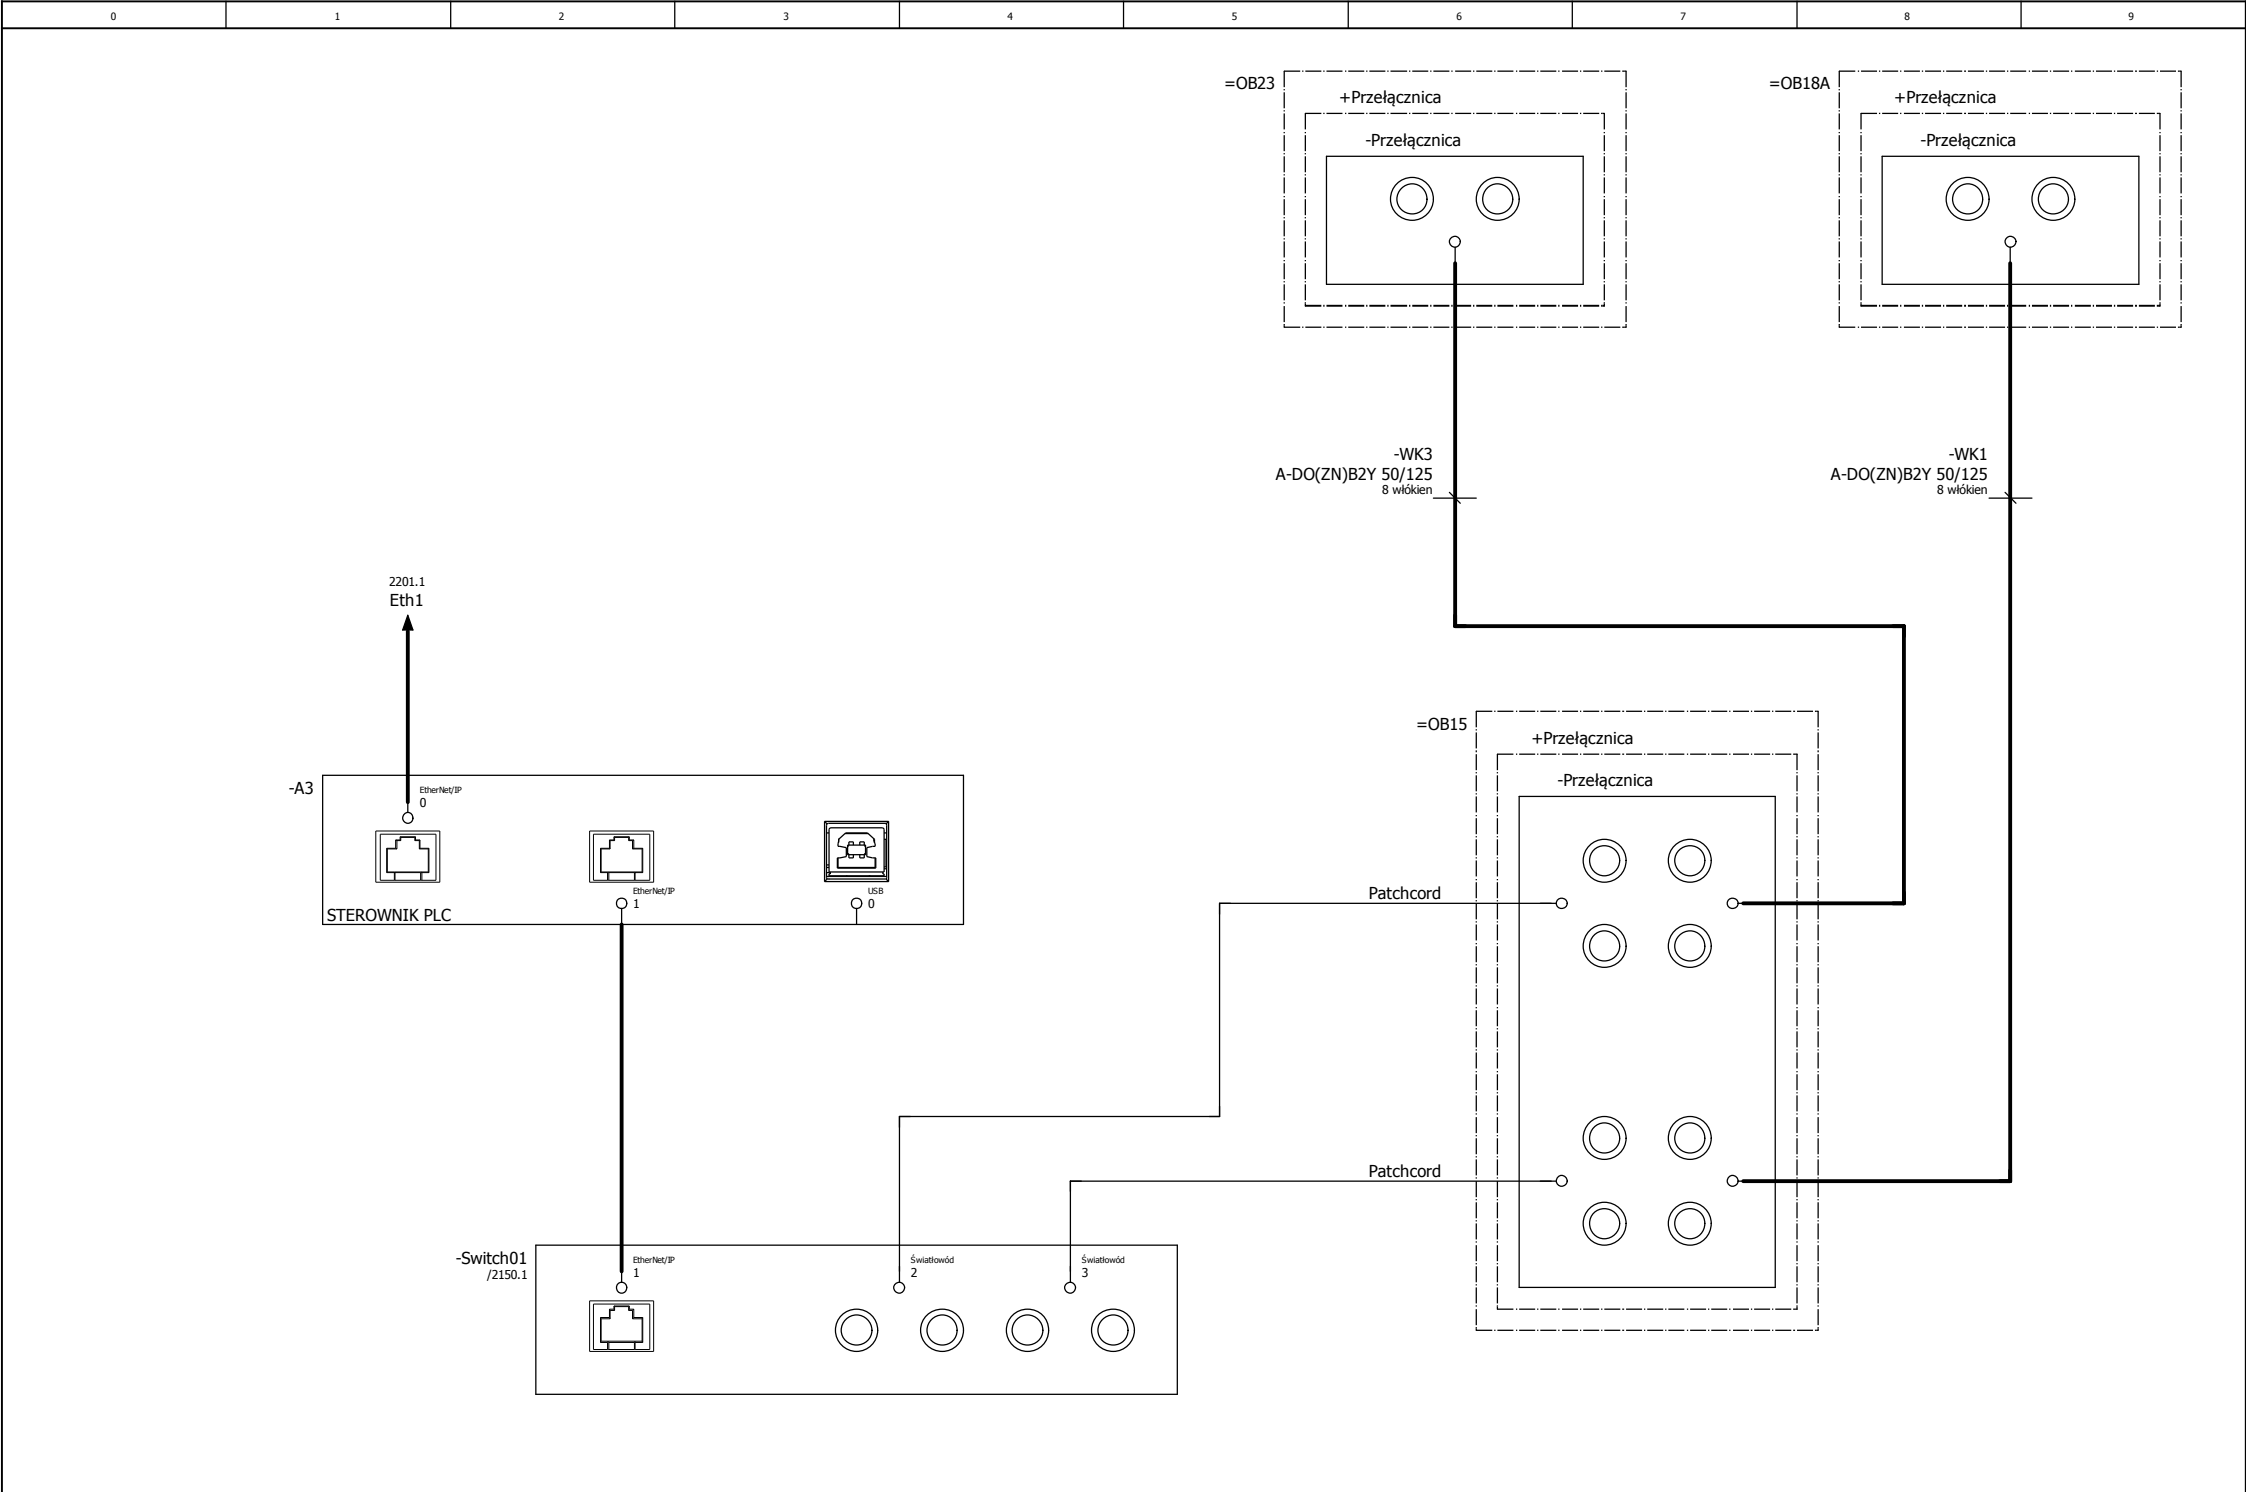 0 1 2 3 4 5 6 7 8 9
=OB23
+Przełącznica
-Przełącznica
=OB18A
+Przełącznica
-Przełącznica
-WK3
A-DO(ZN)B2Y 50/125
8 włókien
-WK1
A-DO(ZN)B2Y 50/125
8 włókien
2201.1
Eth1
=OB15
+Przełącznica
-Przełącznica
-A3
EtherNet/IP
0
EtherNet/IP
1
USB
0
STEROWNIK PLC
Patchcord
Patchcord
-Switch01
/2150.1
EtherNet/IP
1
Światłowód
2
Światłowód
3